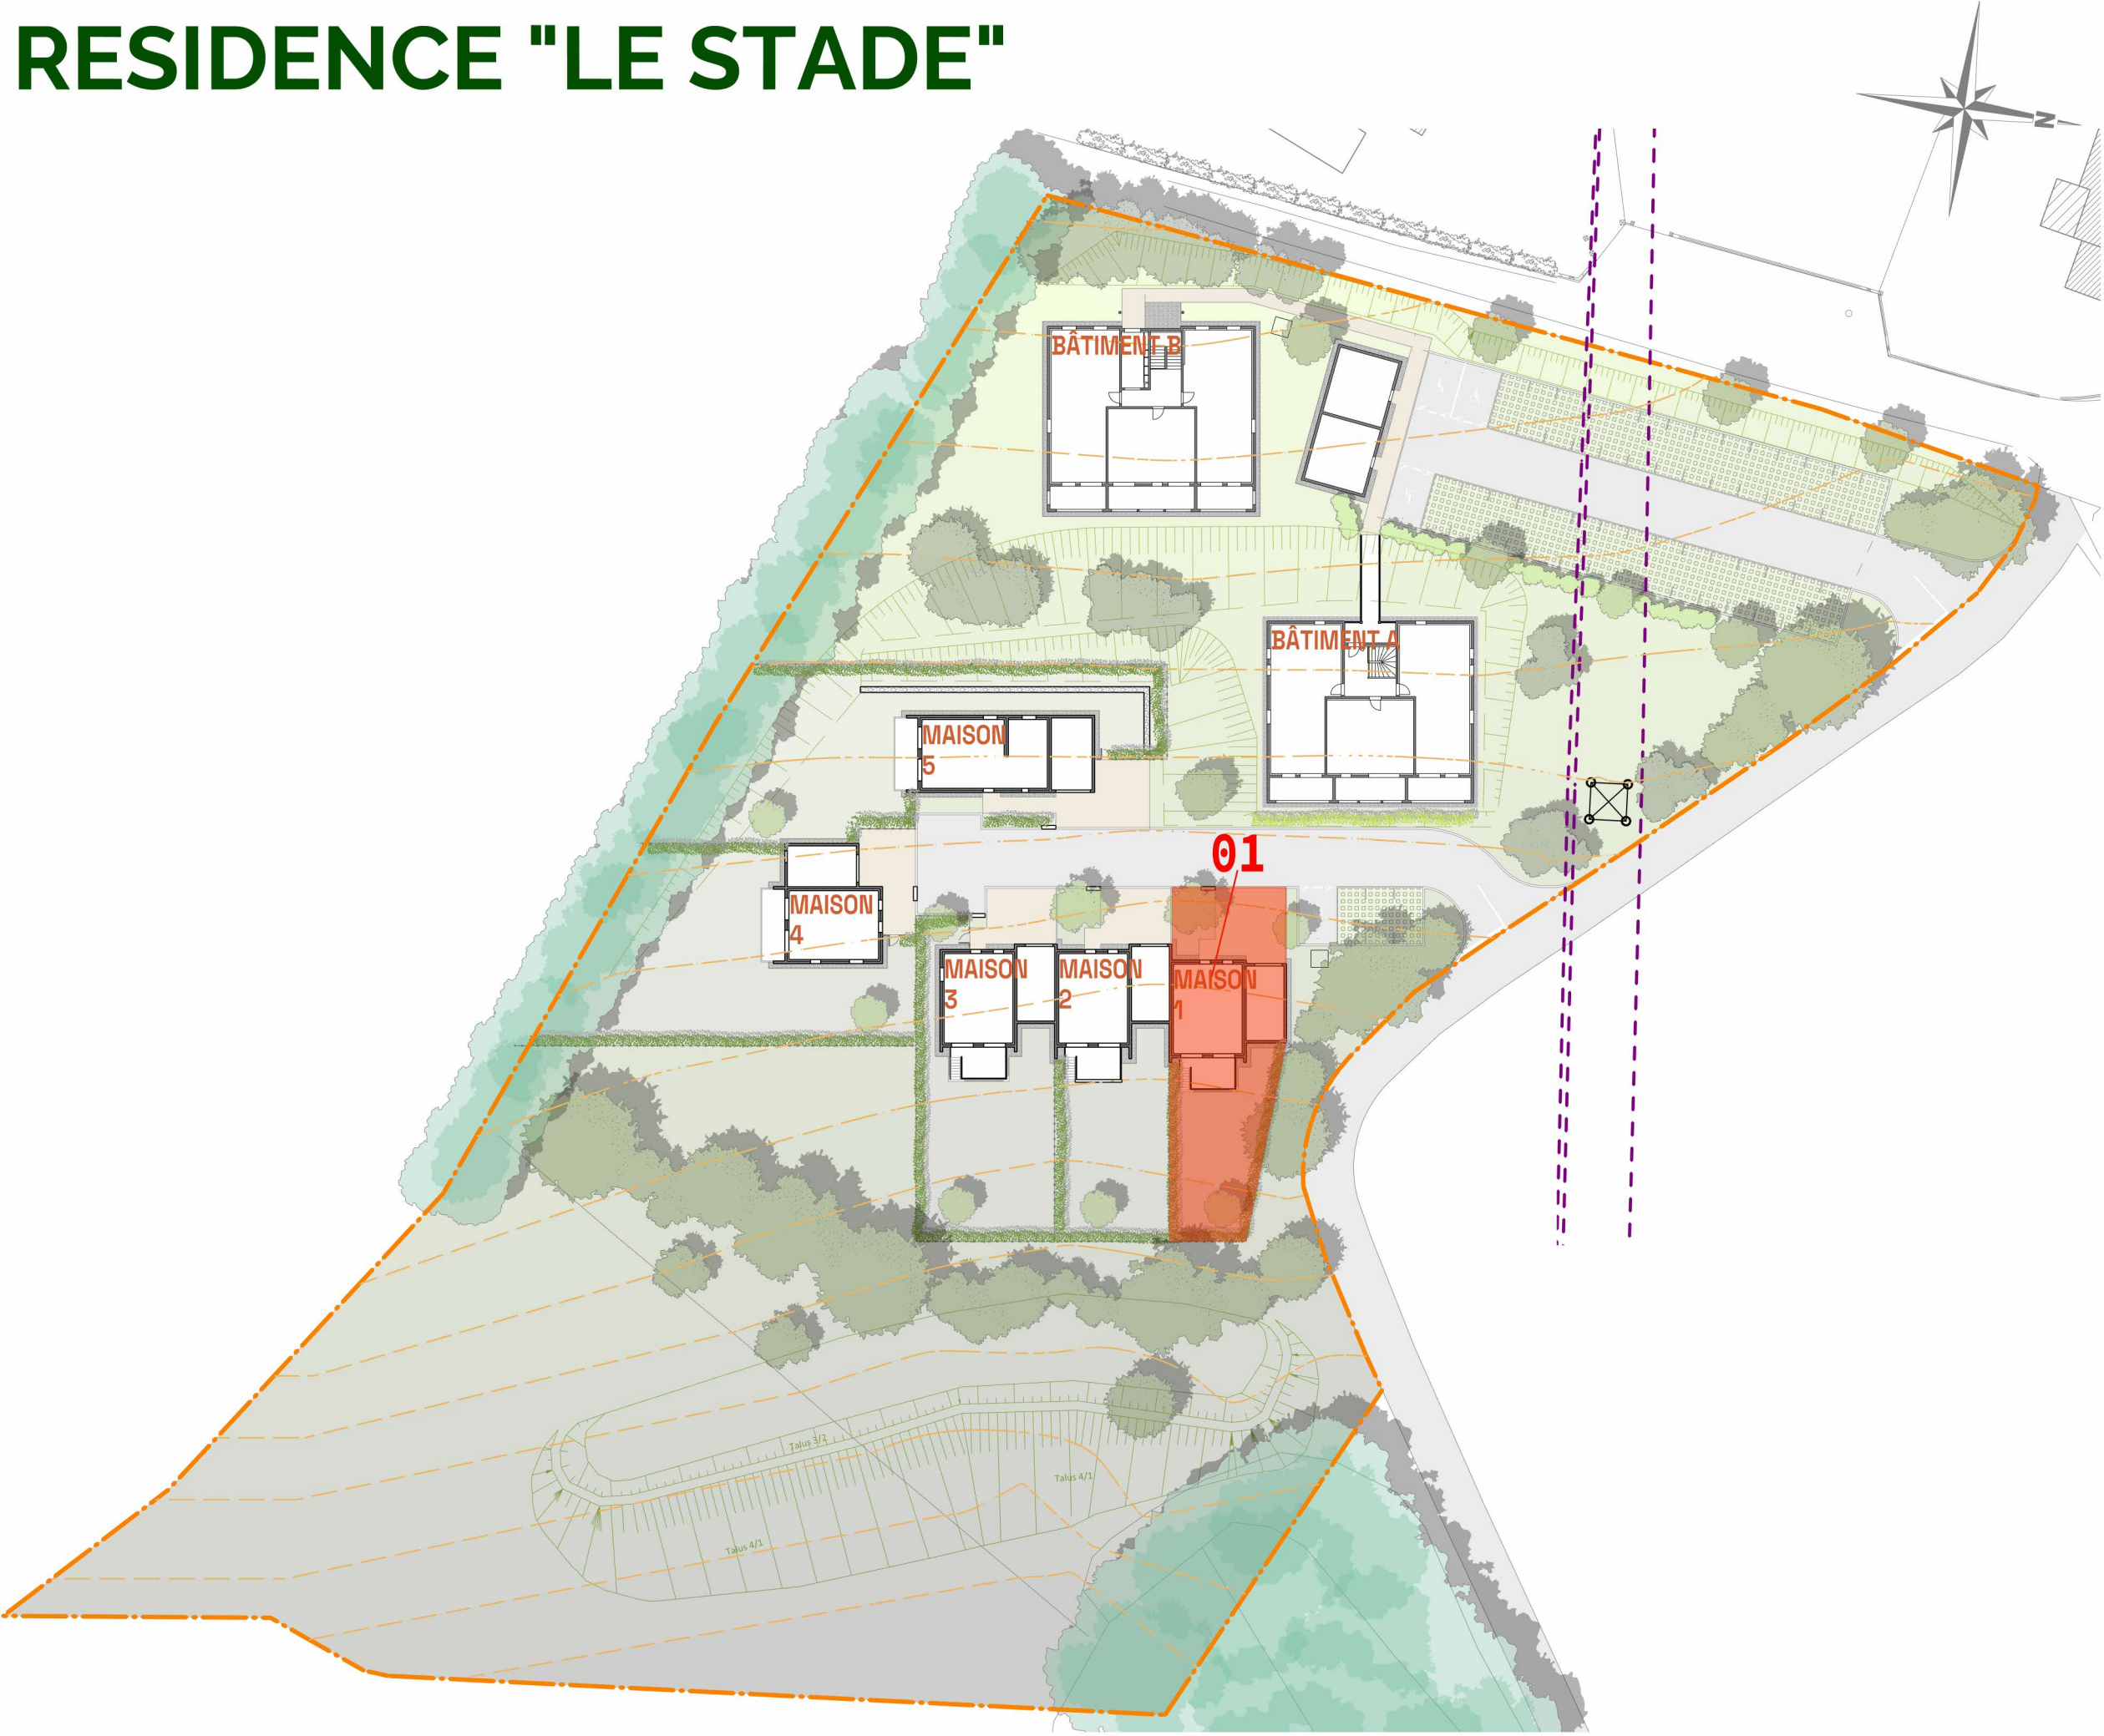 RESIDENCE "LE STADE"
N
BÂTIMENT B
BÂTIMENT A
MAISON
5
01
MAISON
4
MAISON
3
MAISON
2
MAISON
1
Talus 3/2
Talus 4/1
Talus 4/1